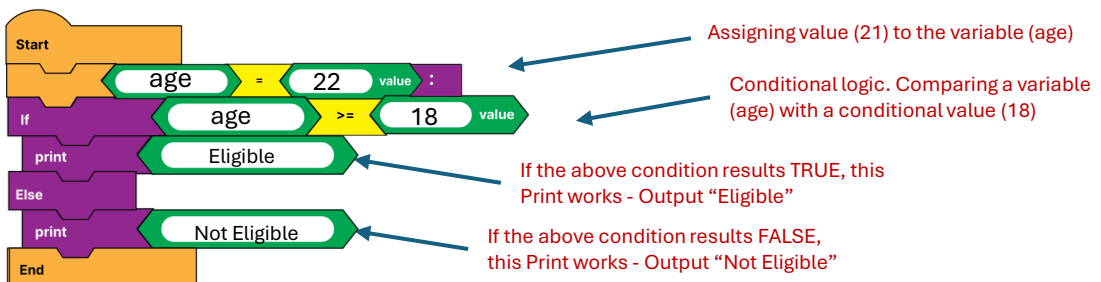 Start
age = 22 value :
If age >= 18 value
print Eligible
Else
print Not Eligible
End
Assigning value (21) to the variable (age)
Conditional logic. Comparing a variable
(age) with a conditional value (18)
If the above condition results TRUE, this
Print works - Output “Eligible”
If the above condition results FALSE,
this Print works - Output “Not Eligible”